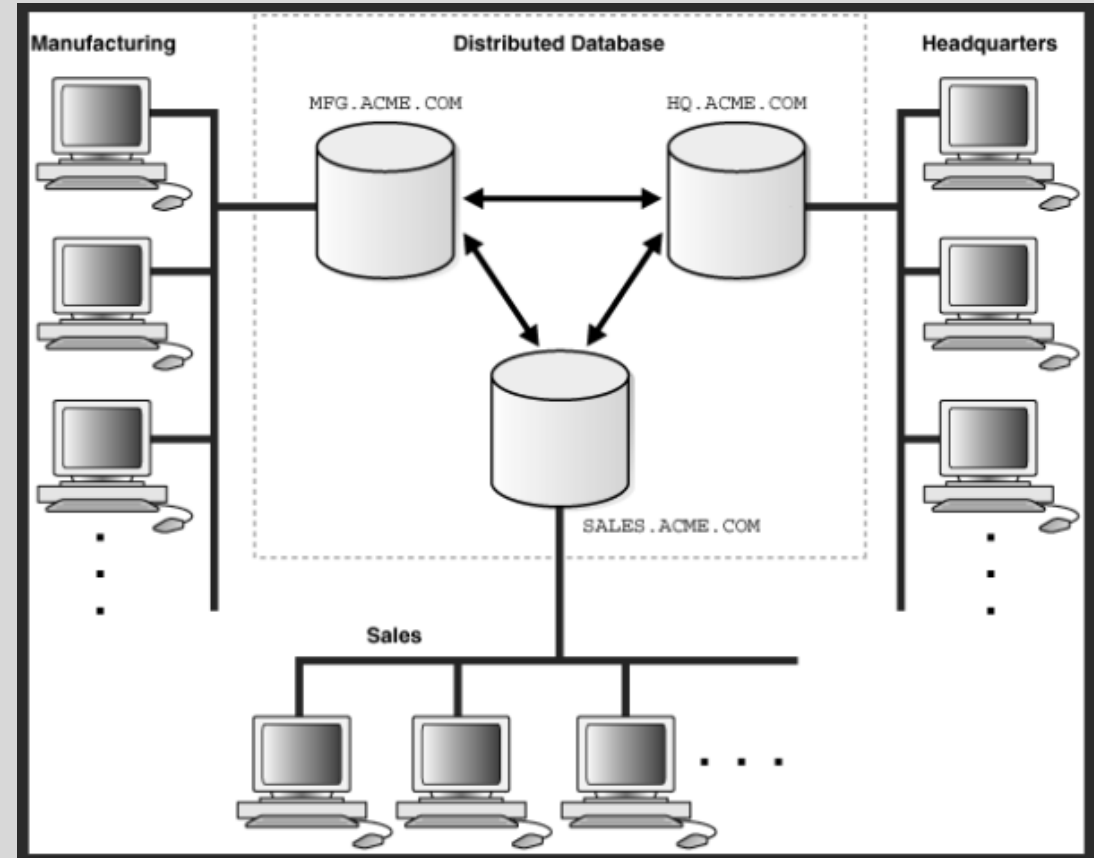 Manufacturing
Distributed Database
Headquarters
MFG.ACME.COM
HQ.ACME.COM
SALES.ACME.COM
Sales